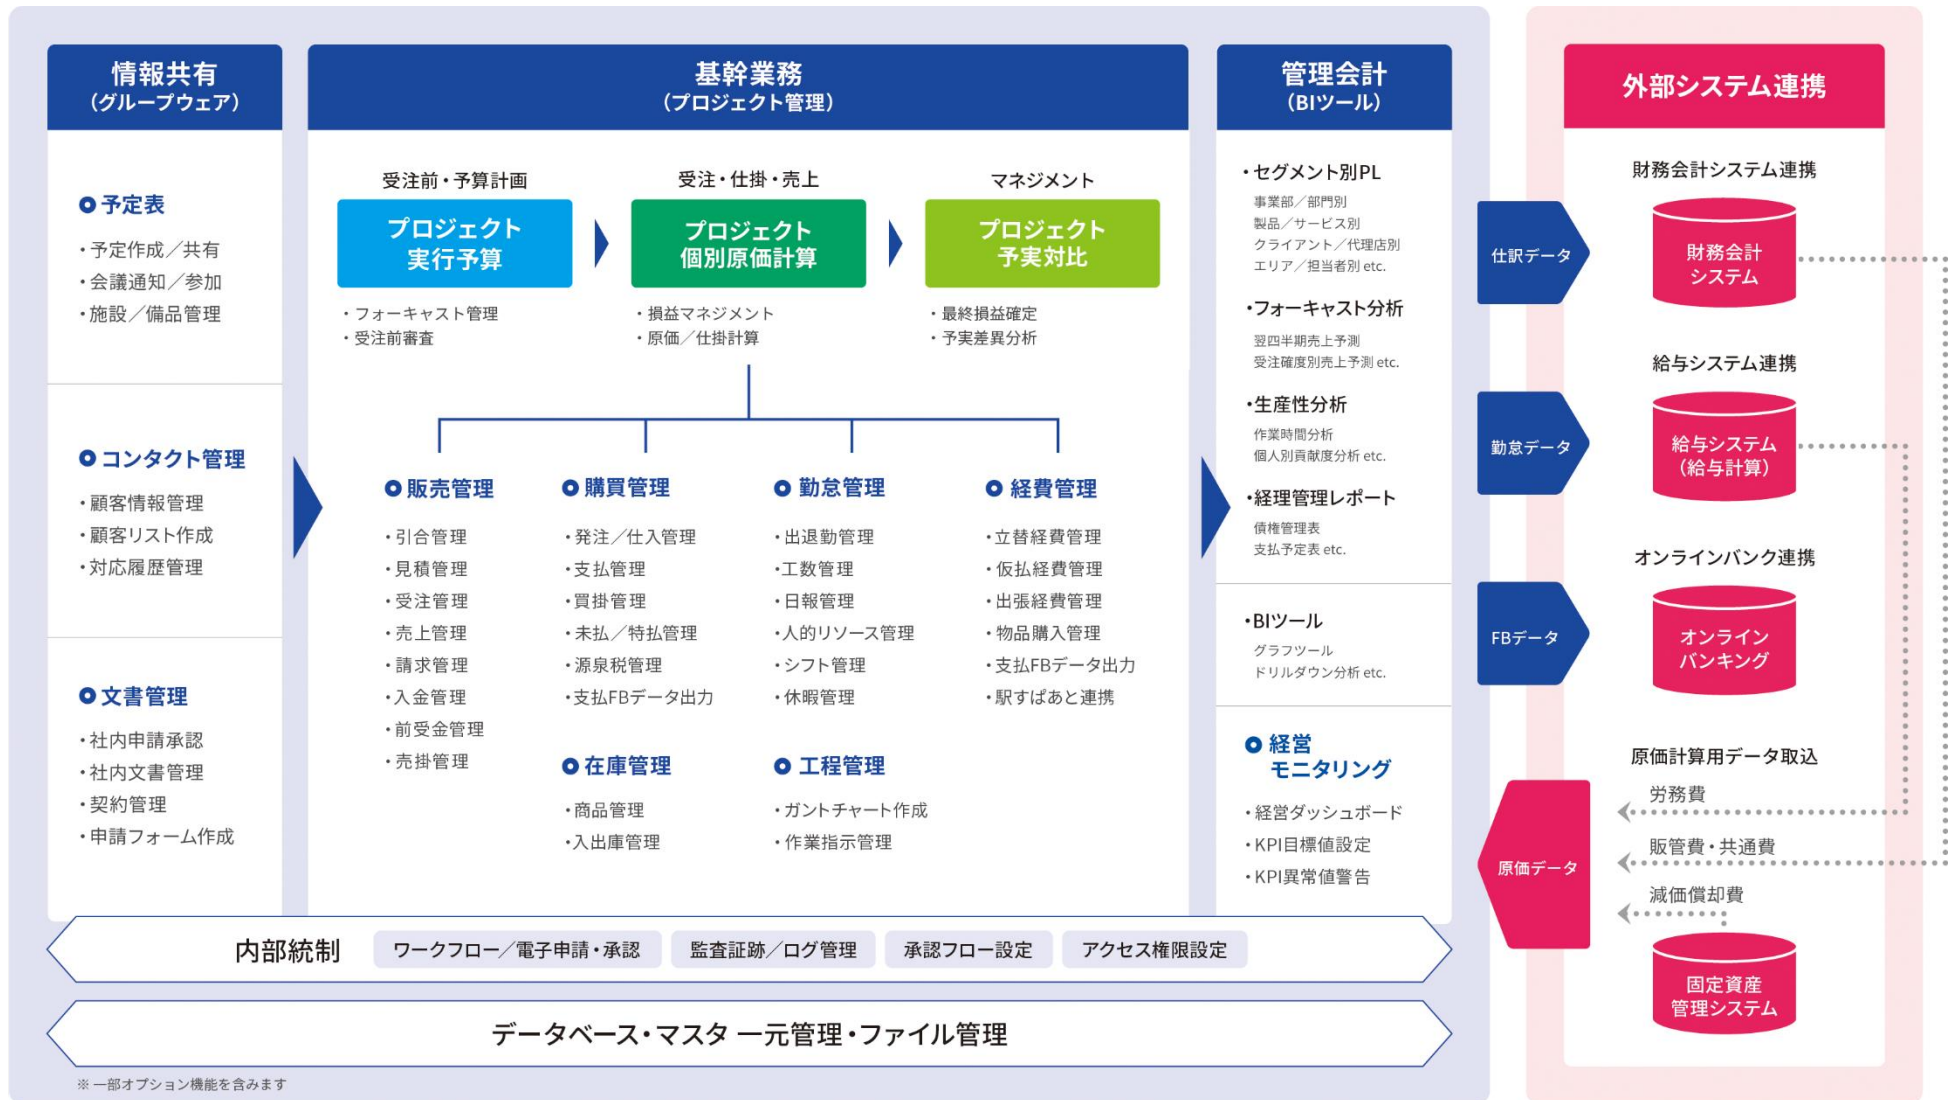 情報共有
（グループウェア）
予定表
・予定作成／共有
・会議通知／参加
・施設／備品管理
コンタクト管理
・顧客情報管理
・顧客リスト作成
・対応履歴管理
文書管理
・社内申請承認
・社内文書管理
・契約管理
・申請フォーム作成
基幹業務
（プロジェクト管理）
受注前・予算計画
プロジェクト
実行予算
・フォーキャスト管理
・受注前審査
受注・仕掛・売上
プロジェクト
個別原価計算
・損益マネジメント
・原価／仕掛計算
マネジメント
プロジェクト
予実対比
・最終損益確定
・予実差異分析
販売管理
・引合管理
・見積管理
・受注管理
・売上管理
・請求管理
・入金管理
・前受金管理
・売掛管理
購買管理
・発注／仕入管理
・支払管理
・買掛管理
・未払／特払管理
・源泉税管理
・支払FBデータ出力
在庫管理
・商品管理
・入出庫管理
勤怠管理
・出退勤管理
・工数管理
・日報管理
・人的リソース管理
・シフト管理
・休暇管理
工程管理
・ガントチャート作成
・作業指示管理
経費管理
・立替経費管理
・仮払経費管理
・出張経費管理
・物品購入管理
・支払FBデータ出力
・駅すぱあと連携
管理会計
（BIツール）
・セグメント別PL
事業部／部門別
製品／サービス別
クライアント／代理店別
エリア／担当者別 etc.
・フォーキャスト分析
翌四半期売上予測
受注確度別売上予測 etc.
・生産性分析
作業時間分析
個人別貢献度分析 etc.
・経理管理レポート
債権管理表
支払予定表 etc.
・BIツール
グラフツール
ドリルダウン分析 etc.
経営
モニタリング
・経営ダッシュボード
・KPI目標値設定
・KPI異常値警告
内部統制
ワークフロー／電子申請・承認
監査証跡／ログ管理
承認フロー設定
アクセス権限設定
データベース・マスタ 一元管理・ファイル管理
※ 一部オプション機能を含みます
仕訳データ
勤怠データ
FBデータ
原価データ
外部システム連携
財務会計システム連携
財務会計
システム
給与システム連携
給与システム
（給与計算）
オンラインバンク連携
オンライン
バンキング
原価計算用データ取込
労務費
販管費・共通費
減価償却費
固定資産
管理システム